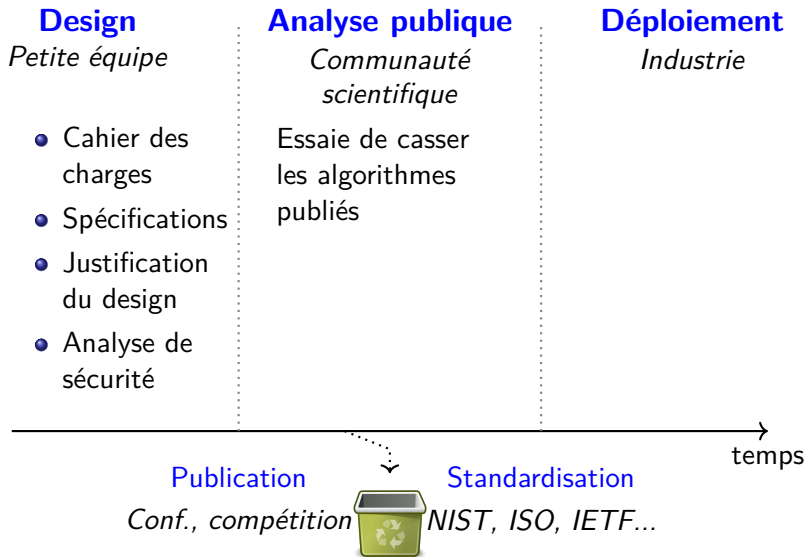 Design
Petite équipe
Cahier des
charges
Spécifications
Justification
du design
Analyse de
sécurité
Analyse publique
Communauté
scientifique
Essaie de casser
les algorithmes
publiés
Déploiement
Industrie
temps
Publication
Conf., compétition
Standardisation
NIST, ISO, IETF...